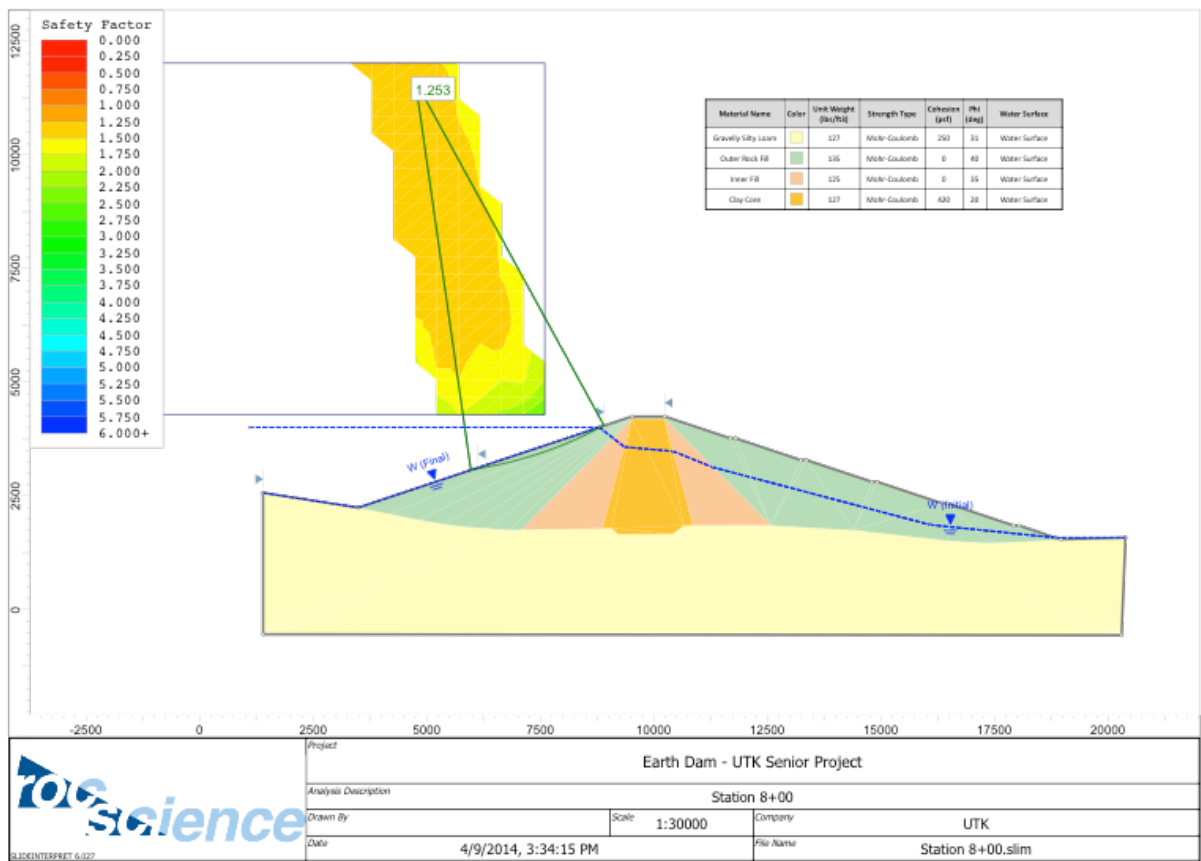 Safety Factor
0.000
0.250
0.500
0.750
1.000
1.250
1.500
1.750
2.000
2.250
2.500
2.750
3.000
3.250
3.500
3.750
4.000
4.250
4.500
4.750
5.000
5.250
5.500
5.750
6.000+
12500
10000
7500
5000
2500
0
1.253
Material Name Color Unit Weight (lbs/ft3) Strength Type Cohesion (psf) Phi (deg) Water Surface
Gravelly Silty Loam 127 Mohr-Coulomb 250 31 Water Surface
Outer Rock Fill 135 Mohr-Coulomb 0 40 Water Surface
Inner Fill 125 Mohr-Coulomb 0 35 Water Surface
Clay Core 127 Mohr-Coulomb 420 20 Water Surface
W (Final)
W (Initial)
-2500 0 2500 5000 7500 10000 12500 15000 17500 20000
rocscience
SLIDEINTERPRET 6.027
Project
Earth Dam - UTK Senior Project
Analysis Description
Station 8+00
Drawn By
Scale 1:30000
Company UTK
Date 4/9/2014, 3:34:15 PM
File Name Station 8+00.slim